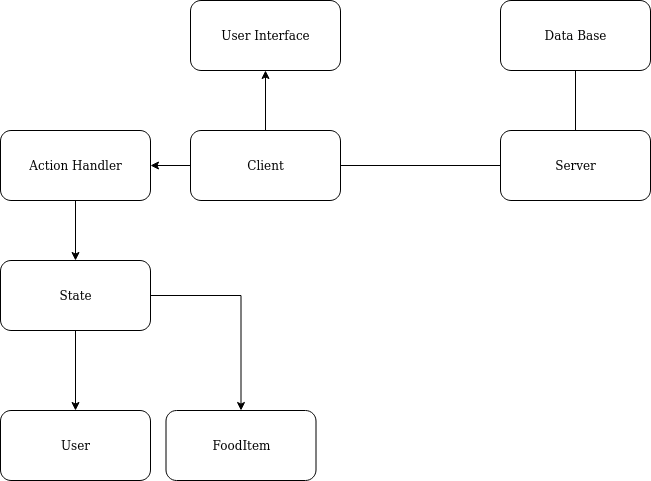 User Interface
Data Base
Action Handler
Client
Server
State
User
FoodItem